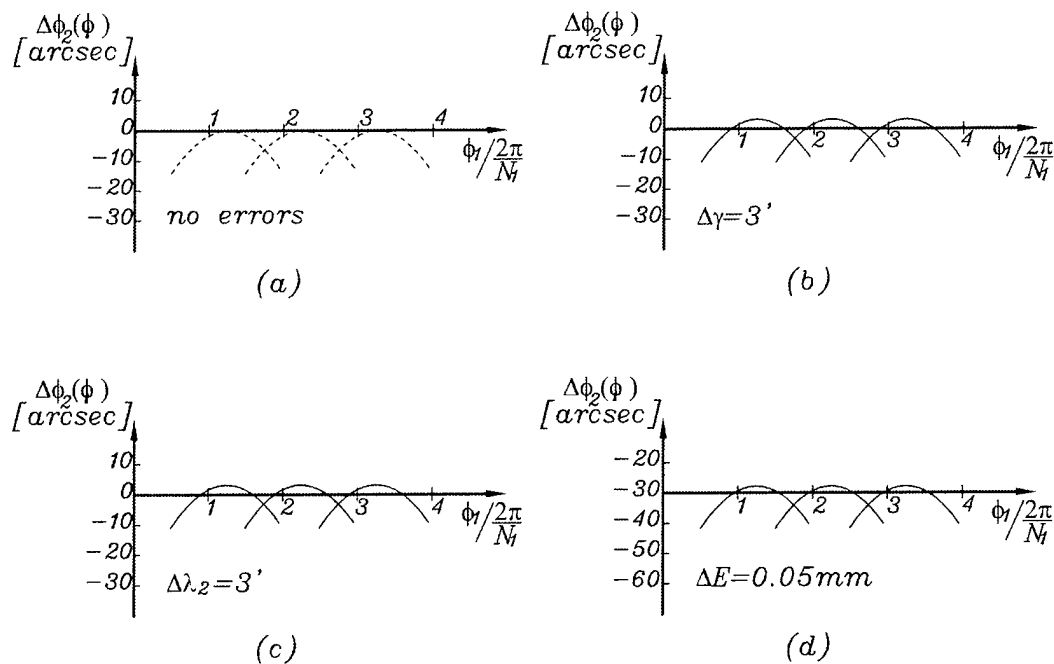 Δϕ₂(ϕ)
[arcsec]
10
0
-10
-20
-30
1
2
3
4
ϕ₁/2π/N₁
no errors
(a)
Δϕ₂(ϕ)
[arcsec]
10
0
-10
-20
-30
1
2
3
4
ϕ₁/2π/N₁
Δγ=3'
(b)
Δϕ₂(ϕ)
[arcsec]
10
0
-10
-20
-30
1
2
3
4
ϕ₁/2π/N₁
Δλ₂=3'
(c)
Δϕ₂(ϕ)
[arcsec]
-20
-30
-40
-50
-60
1
2
3
4
ϕ₁/2π/N₁
ΔE=0.05mm
(d)